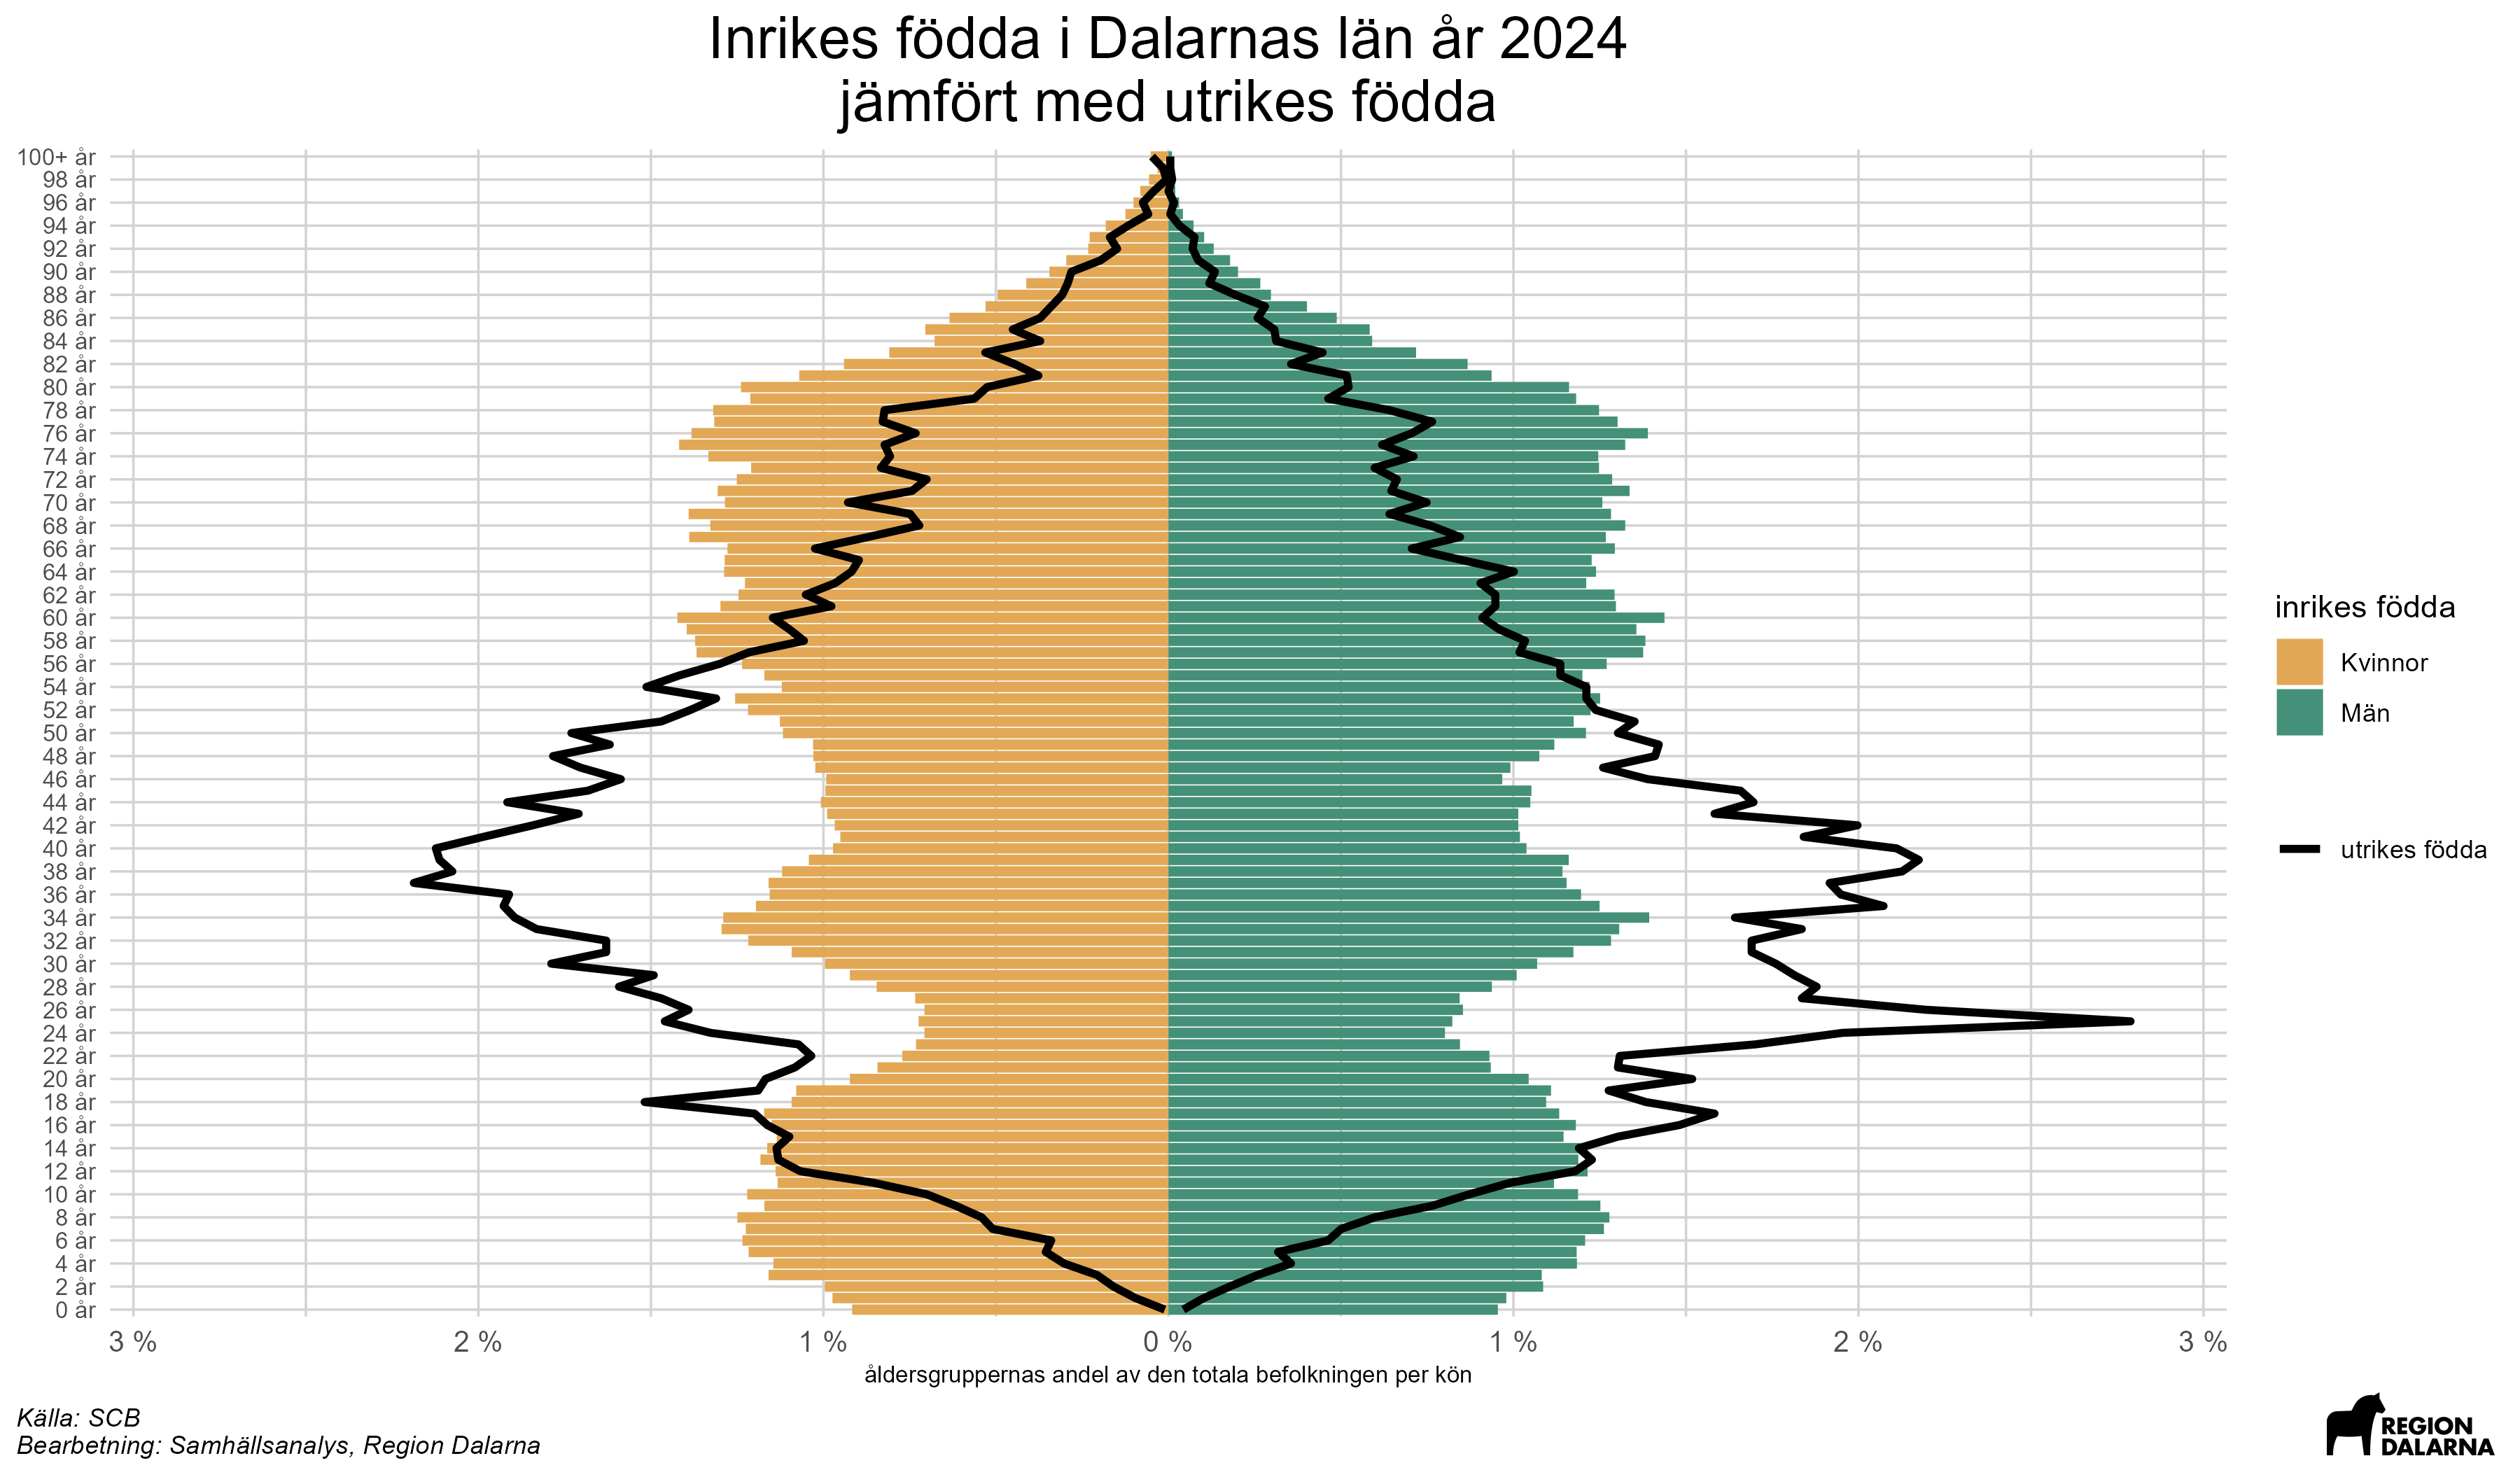 Inrikes födda i Dalarnas län år 2024
jämfört med utrikes födda
100+ år
98 år
96 år
94 år
92 år
90 år
88 år
86 år
84 år
82 år
80 år
78 år
76 år
74 år
72 år
70 år
68 år
66 år
64 år
62 år
60 år
58 år
56 år
54 år
52 år
50 år
48 år
46 år
44 år
42 år
40 år
38 år
36 år
34 år
32 år
30 år
28 år
26 år
24 år
22 år
20 år
18 år
16 år
14 år
12 år
10 år
8 år
6 år
4 år
2 år
0 år
3 % 2 % 1 % 0 % 1 % 2 % 3 %
åldersgruppernas andel av den totala befolkningen per kön
inrikes födda
Kvinnor
Män
utrikes födda
Källa: SCB
Bearbetning: Samhällsanalys, Region Dalarna
REGION
DALARNA